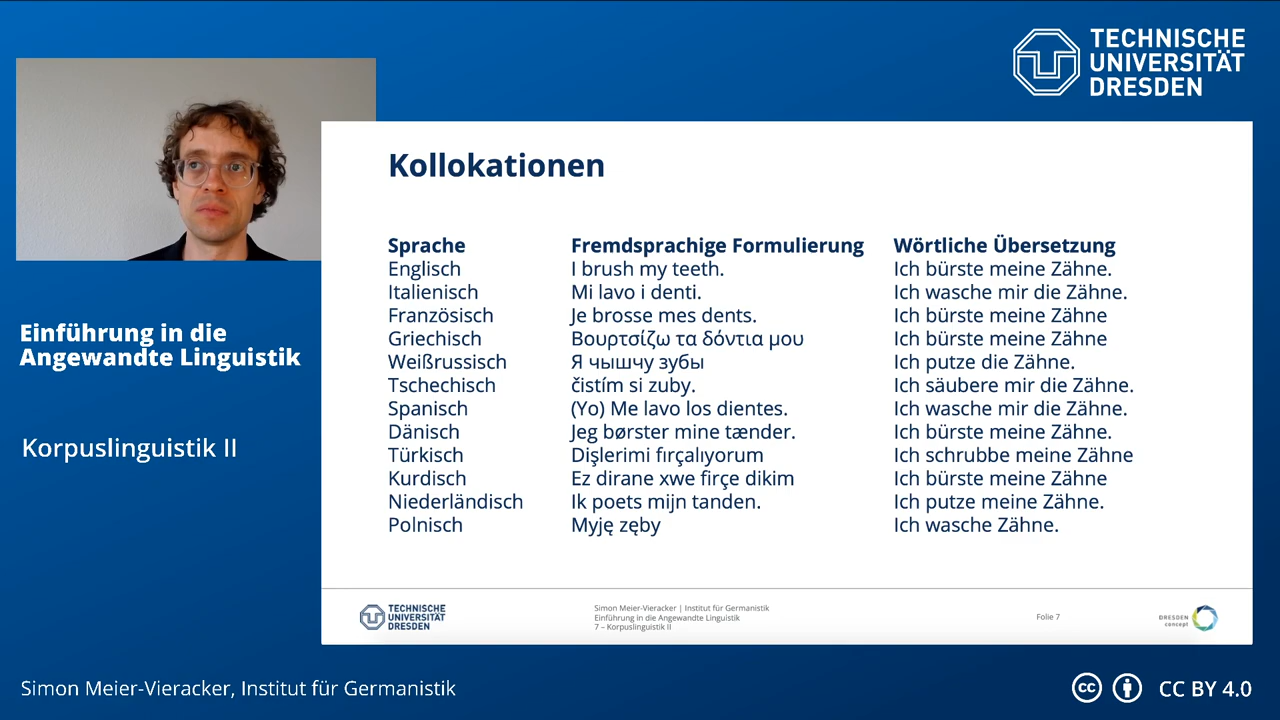 TECHNISCHE
UNIVERSITÄT
DRESDEN
Einführung in die
Angewandte Linguistik
Korpuslinguistik II
Kollokationen
Sprache Fremdsprachige Formulierung Wörtliche Übersetzung
Englisch I brush my teeth. Ich bürste meine Zähne.
Italienisch Mi lavo i denti. Ich wasche mir die Zähne.
Französisch Je brosse mes dents. Ich bürste meine Zähne
Griechisch Βουρτσίζω τα δόντια μου Ich bürste meine Zähne
Weißrussisch Я чышчу зубы Ich putze die Zähne.
Tschechisch čistím si zuby. Ich säubere mir die Zähne.
Spanisch (Yo) Me lavo los dientes. Ich wasche mir die Zähne.
Dänisch Jeg børster mine tænder. Ich bürste meine Zähne.
Türkisch Dişlerimi fırçalıyorum Ich schrubbe meine Zähne
Kurdisch Ez dirane xwe firçe dikim Ich bürste meine Zähne
Niederländisch Ik poets mijn tanden. Ich putze meine Zähne.
Polnisch Myję zęby Ich wasche Zähne.
TECHNISCHE
UNIVERSITÄT
DRESDEN
Simon Meier-Vieracker | Institut für Germanistik
Einführung in die Angewandte Linguistik
7 – Korpuslinguistik II
Folie 7
DRESDEN
concept
Simon Meier-Vieracker, Institut für Germanistik
cc CC BY 4.0